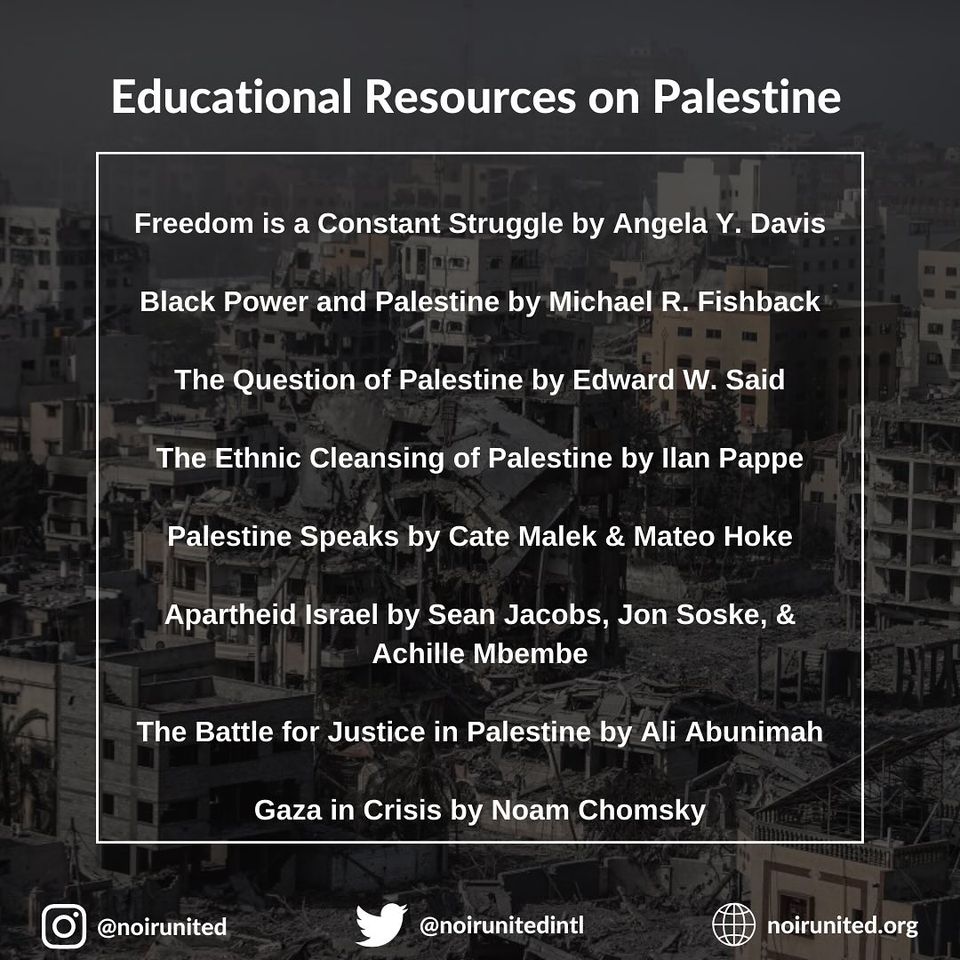 Educational Resources on Palestine
Freedom is a Constant Struggle by Angela Y. Davis
Black Power and Palestine by Michael R. Fishback
The Question of Palestine by Edward W. Said
The Ethnic Cleansing of Palestine by Ilan Pappe
Palestine Speaks by Cate Malek & Mateo Hoke
Apartheid Israel by Sean Jacobs, Jon Soske, &
Achille Mbembe
The Battle for Justice in Palestine by Ali Abunimah
Gaza in Crisis by Noam Chomsky
@noirunited
@noirunitedintl
noirunited.org